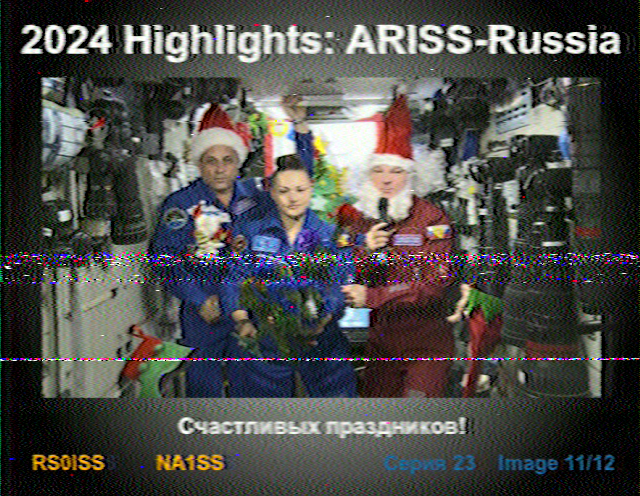 2024 Highlights: ARISS-Russia
Счастливых праздников!
RS0ISS NA1SS Серия 23 Image 11/12